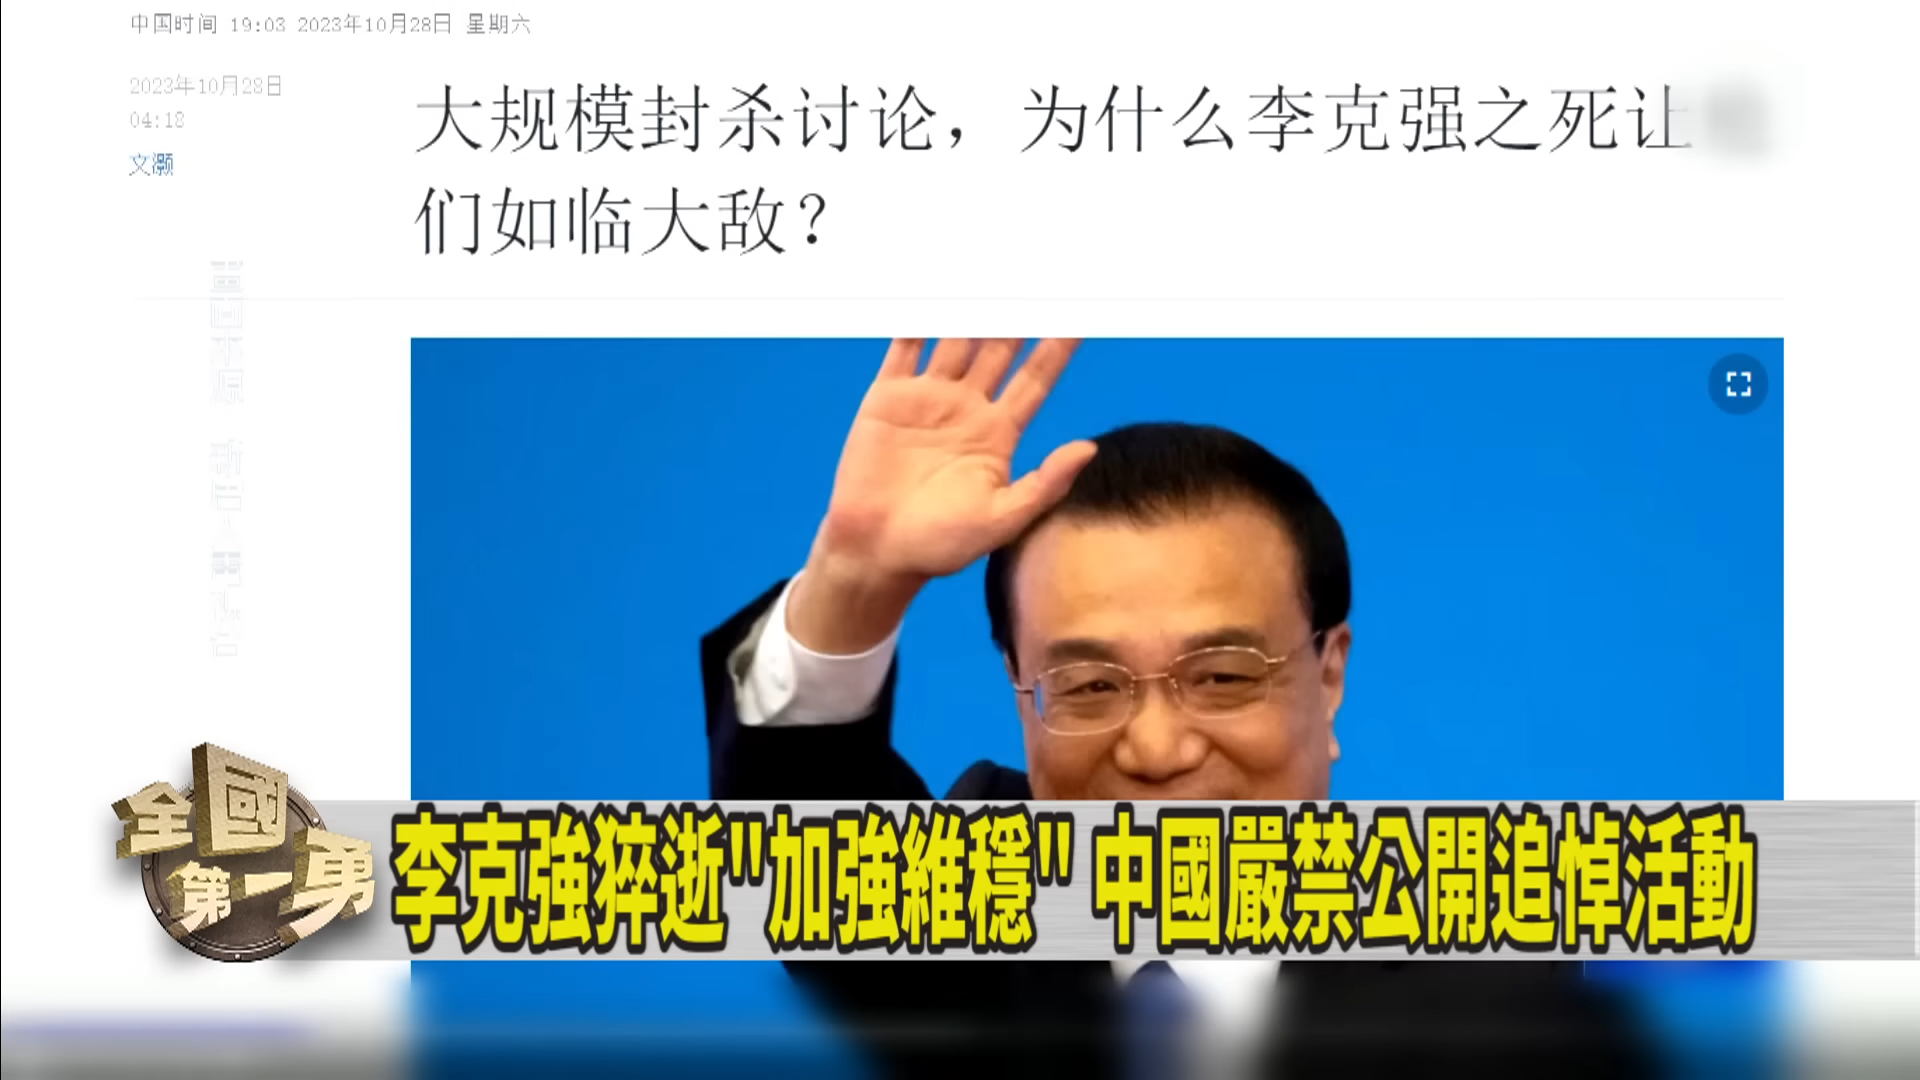 中国时间 19:03 2023年10月28日 星期六
2023年10月28日
04:18
文灏
大规模封杀讨论，为什么李克强之死让
们如临大敌？
全國
第一勇
李克強猝逝"加強維穩" 中國嚴禁公開追悼活動